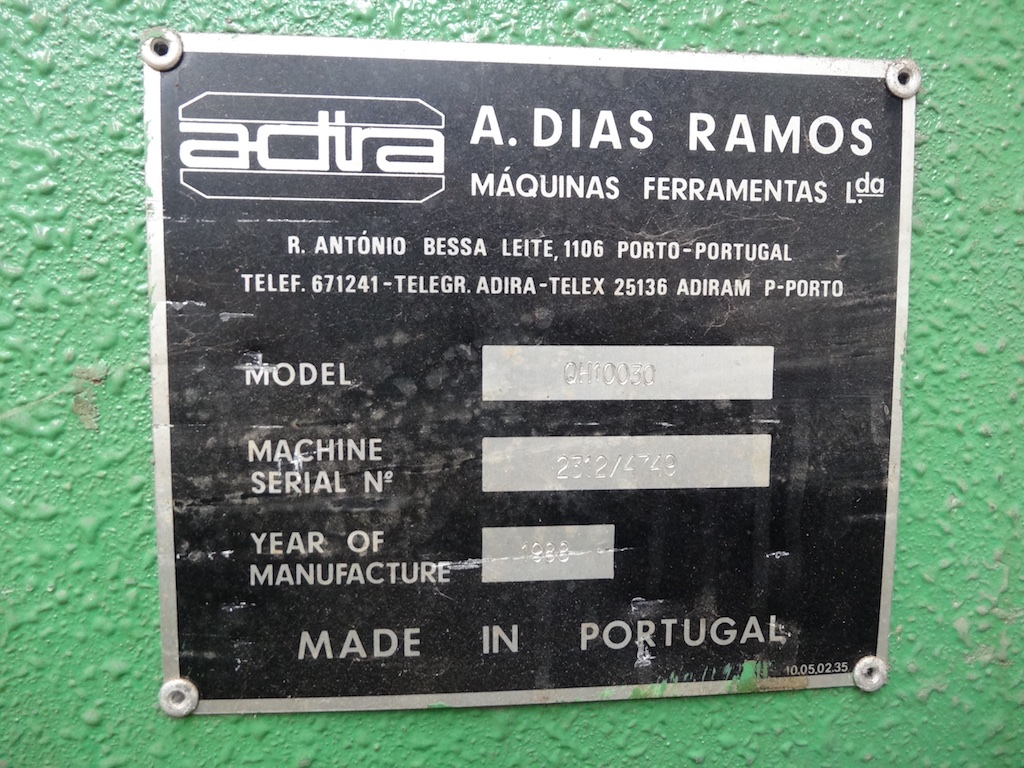 adira
A. DIAS RAMOS
MÁQUINAS FERRAMENTAS L.da
R. ANTÓNIO BESSA LEITE, 1106 PORTO-PORTUGAL
TELEF. 671241-TELEGR. ADIRA-TELEX 25136 ADIRAM P-PORTO
MODEL QH10030
MACHINE
SERIAL Nº 2312/4749
YEAR OF
MANUFACTURE 1988
MADE IN PORTUGAL
10.05.02.35